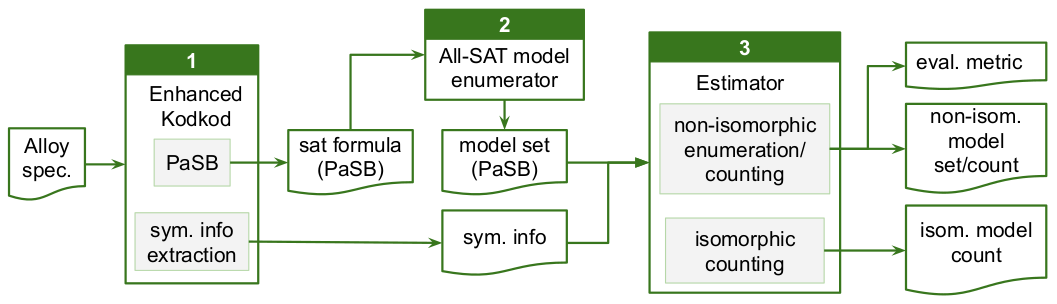 Alloy
spec.
1
Enhanced
Kodkod
PaSB
sym. info
extraction
sat formula
(PaSB)
2
All-SAT model
enumerator
model set
(PaSB)
sym. info
3
Estimator
non-isomorphic
enumeration/
counting
isomorphic
counting
eval. metric
non-isom.
model
set/count
isom. model
count